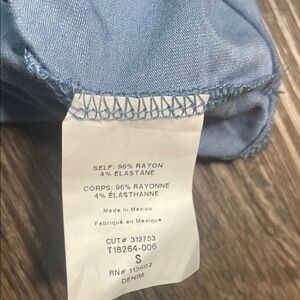 SELF: 96% RAYON
4% ELASTANE
CORPS: 96% RAYONNE
4% ÉLASTHANNE
Made in Mexico
Fabriqué en Mexique
CUT# 312753
T18264-006
S
RN# 115602
DENIM